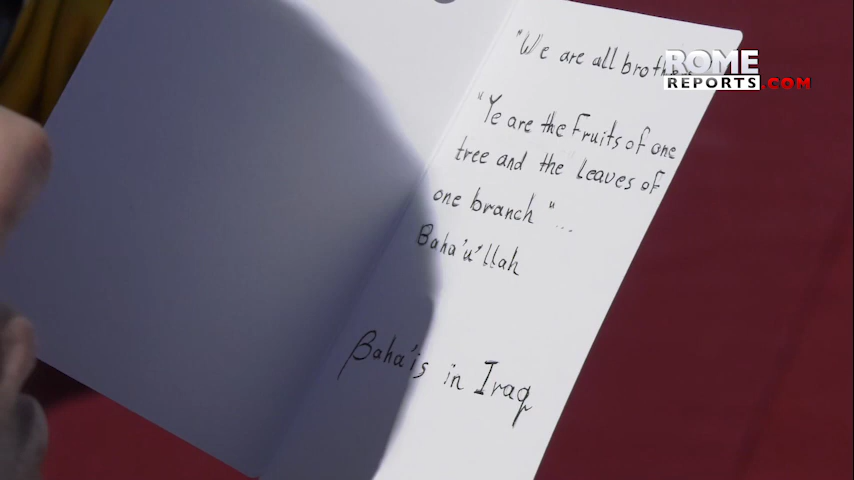 "We are all brothe
"Ye are the Fruits of one
tree and the Leaves of
one branch "...
Baha'u'llah
Baha'is in Iraq
ROME
REPORTS.COM